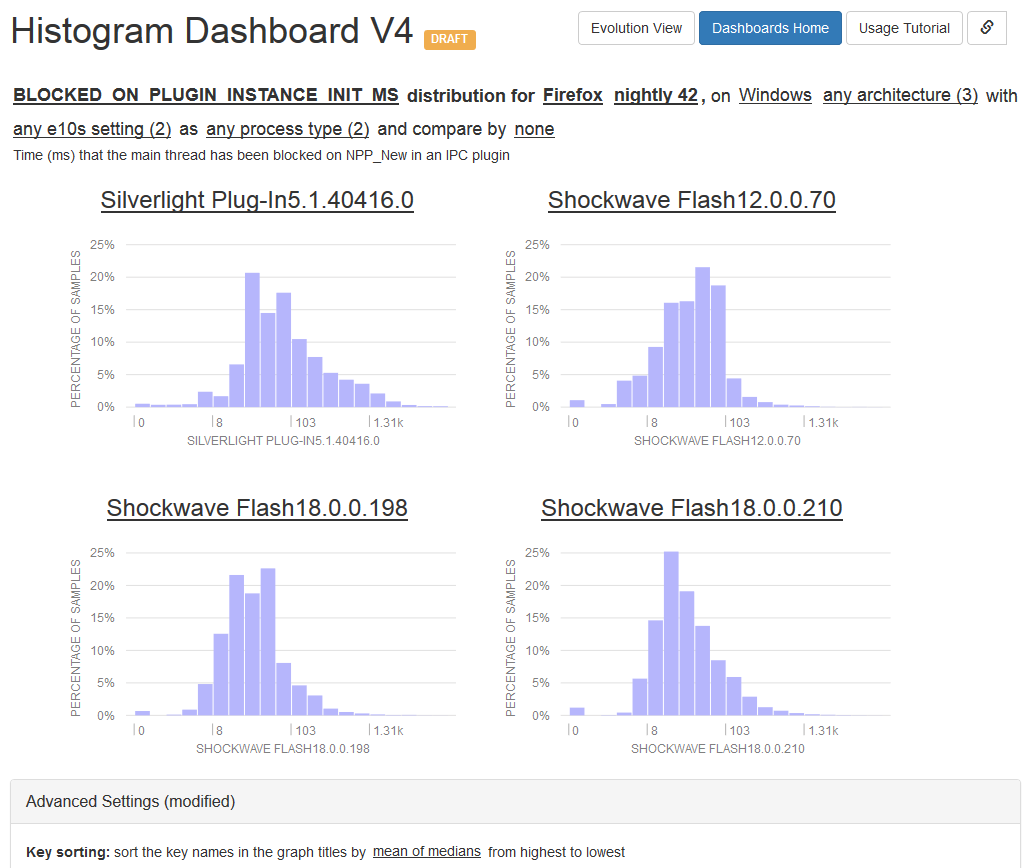 Histogram Dashboard V4 DRAFT
Evolution View Dashboards Home Usage Tutorial
BLOCKED_ON_PLUGIN_INSTANCE_INIT_MS distribution for Firefox nightly 42, on Windows any architecture (3) with
any e10s setting (2) as any process type (2) and compare by none
Time (ms) that the main thread has been blocked on NPP_New in an IPC plugin
Silverlight Plug-In5.1.40416.0
PERCENTAGE OF SAMPLES
25%
20%
15%
10%
5%
0%
0 8 103 1.31k
SILVERLIGHT PLUG-IN5.1.40416.0
Shockwave Flash12.0.0.70
PERCENTAGE OF SAMPLES
25%
20%
15%
10%
5%
0%
0 8 103 1.31k
SHOCKWAVE FLASH12.0.0.70
Shockwave Flash18.0.0.198
PERCENTAGE OF SAMPLES
25%
20%
15%
10%
5%
0%
0 8 103 1.31k
SHOCKWAVE FLASH18.0.0.198
Shockwave Flash18.0.0.210
PERCENTAGE OF SAMPLES
25%
20%
15%
10%
5%
0%
0 8 103 1.31k
SHOCKWAVE FLASH18.0.0.210
Advanced Settings (modified)
Key sorting: sort the key names in the graph titles by mean of medians from highest to lowest